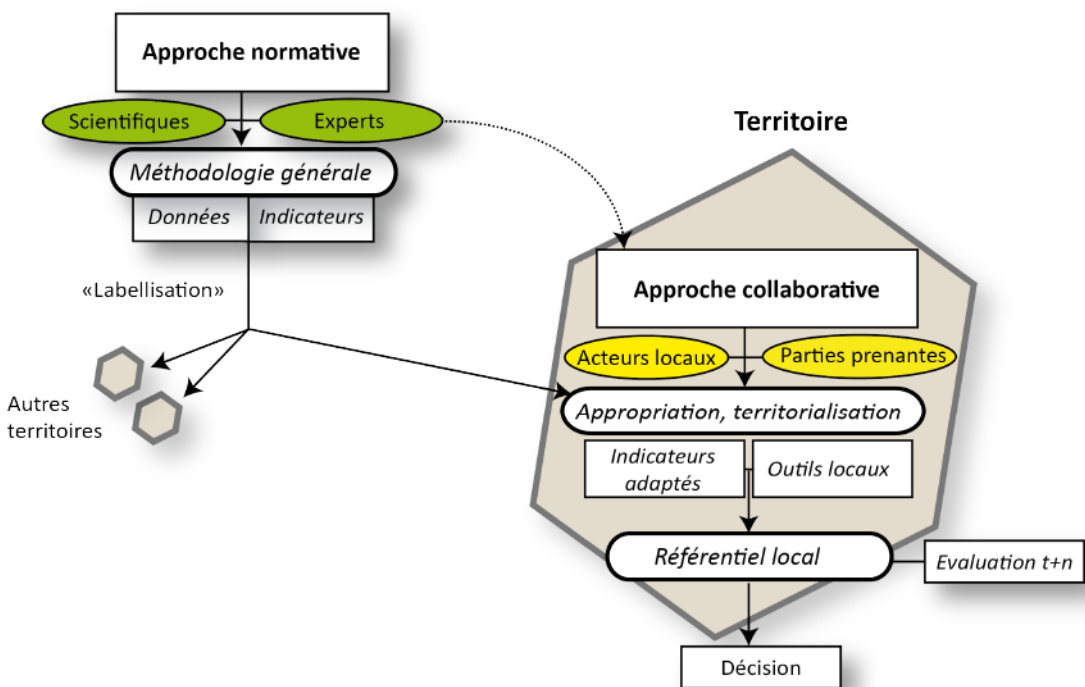 Approche normative
Scientifiques
Experts
Méthodologie générale
Données
Indicateurs
«Labellisation»
Autres
territoires
Territoire
Approche collaborative
Acteurs locaux
Parties prenantes
Appropriation, territorialisation
Indicateurs
adaptés
Outils locaux
Référentiel local
Evaluation t+n
Décision